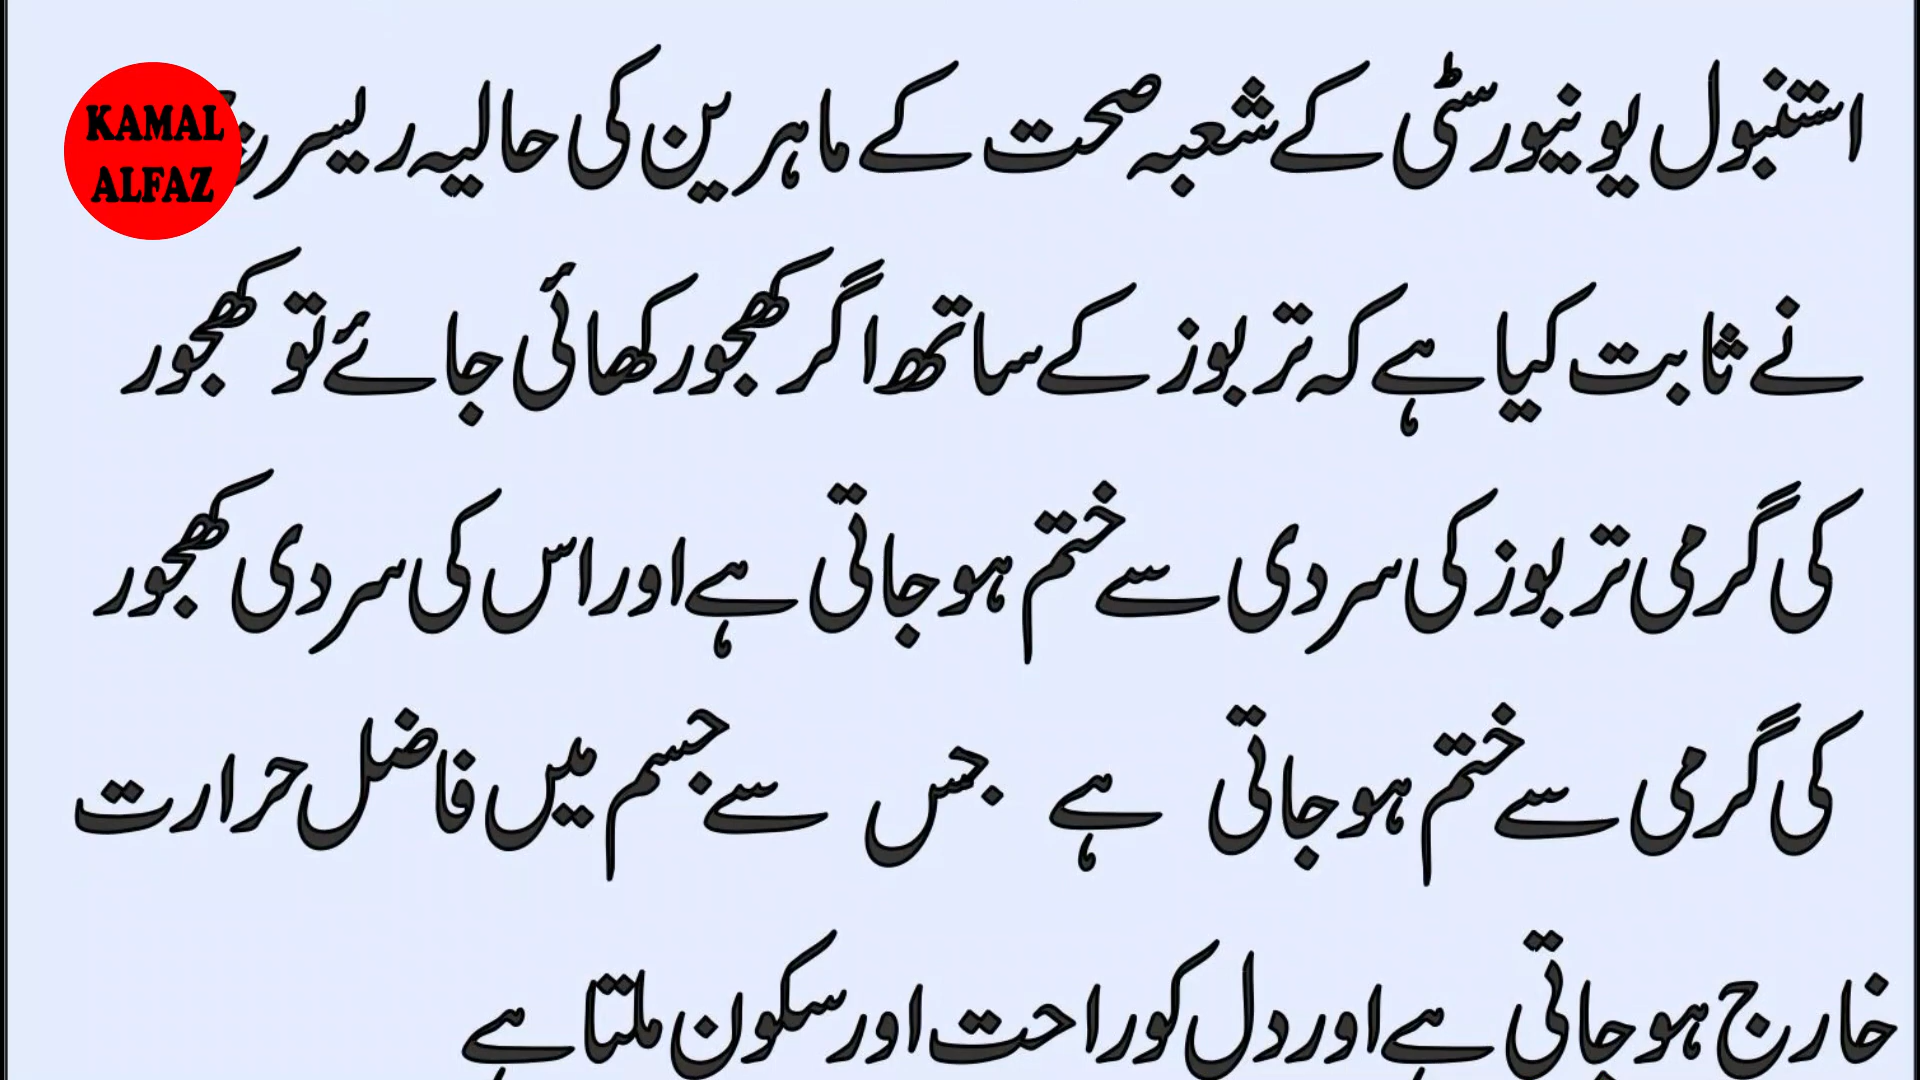 KAMAL
ALFAZ
استنبول یونیورسٹی کے شعبہ صحت کے ماہرین کی حالیہ ریسرچ
نے ثابت کیا ہے کہ تربوز کے ساتھ اگر کھجور کھائی جائے تو کھجور
کی گرمی تربوز کی سردی سے ختم ہو جاتی ہے اور اس کی سردی کھجور
کی گرمی سے ختم ہو جاتی ہے جس سے جسم میں فاضل حرارت
خارج ہو جاتی ہے اور دل کو راحت اور سکون ملتا ہے